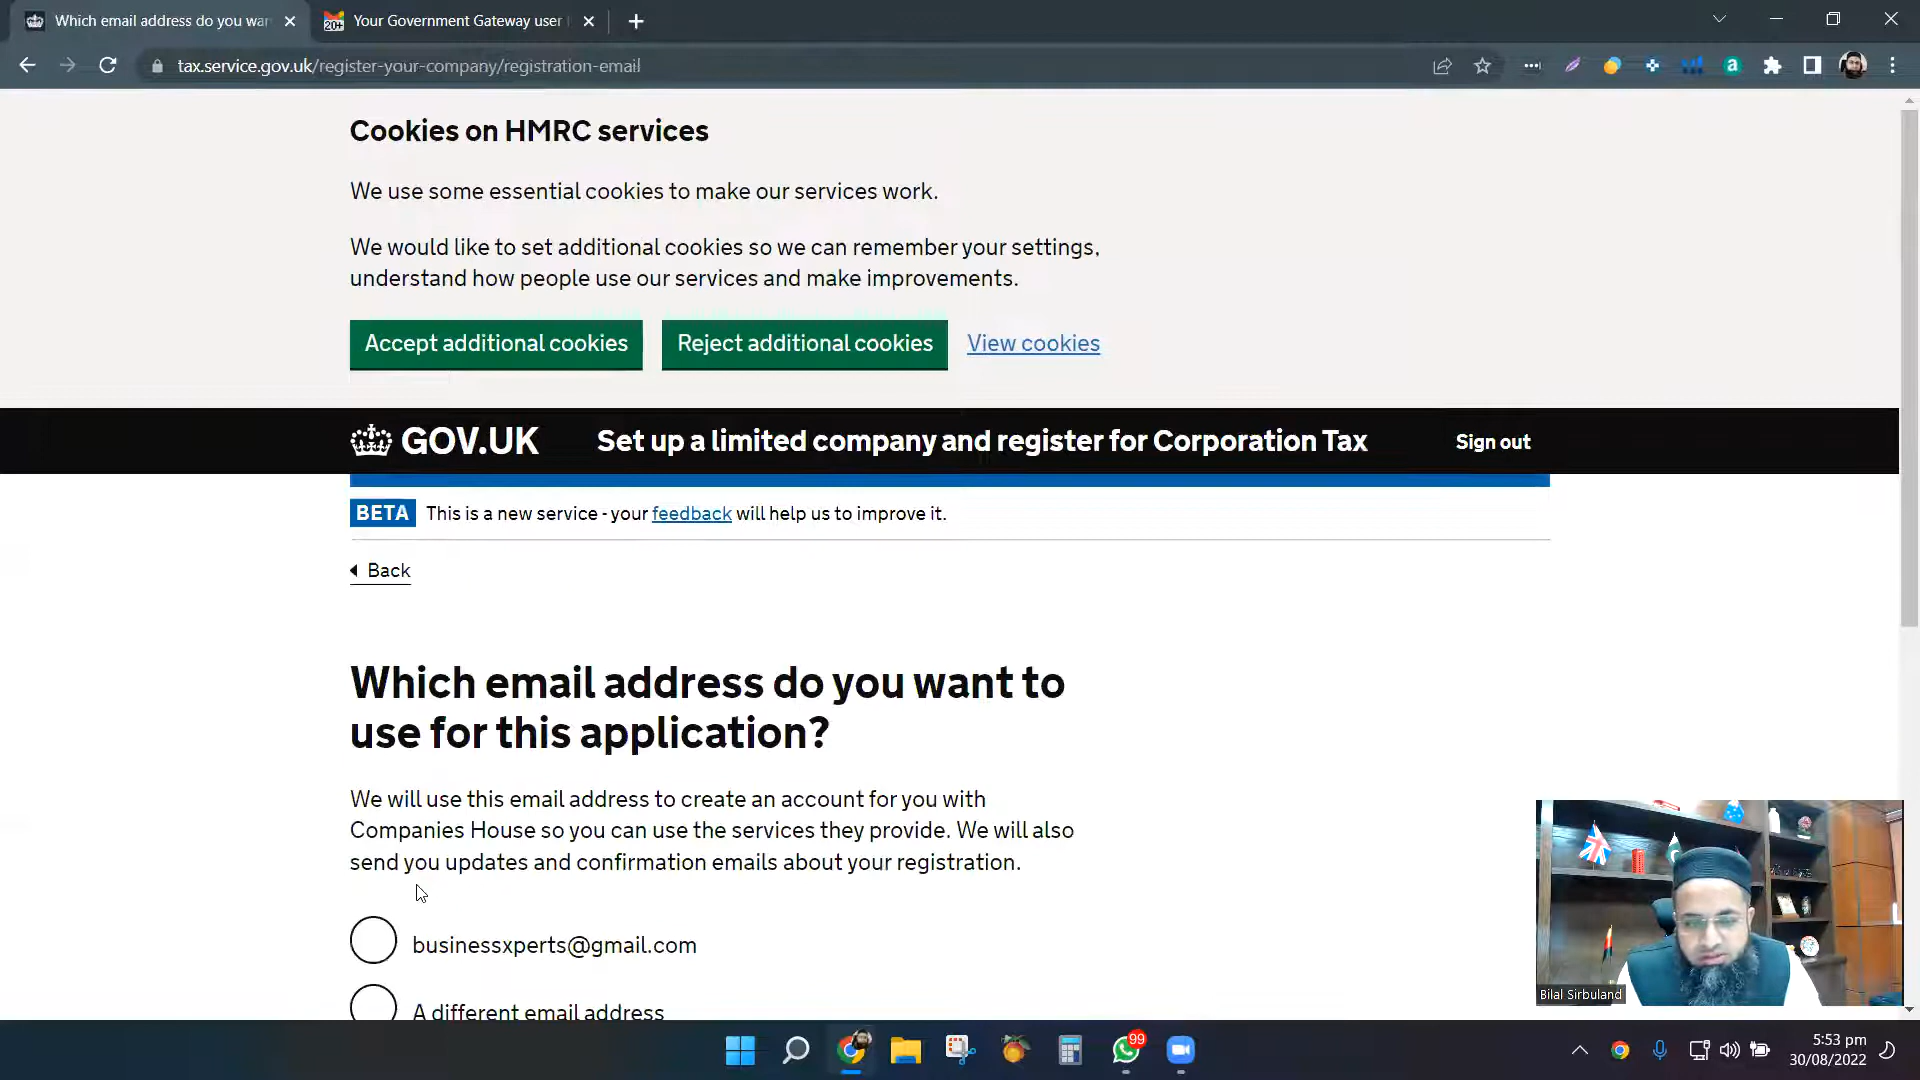 Which email address do you wan
Your Government Gateway user
20+
tax.service.gov.uk/register-your-company/registration-email
Cookies on HMRC services
We use some essential cookies to make our services work.
We would like to set additional cookies so we can remember your settings,
understand how people use our services and make improvements.
Accept additional cookies
Reject additional cookies
View cookies
GOV.UK
Set up a limited company and register for Corporation Tax
Sign out
BETA
This is a new service - your feedback will help us to improve it.
Back
Which email address do you want to
use for this application?
We will use this email address to create an account for you with
Companies House so you can use the services they provide. We will also
send you updates and confirmation emails about your registration.
businessxperts@gmail.com
A different email address
Bilal Sirbuland
99
5:53 pm
30/08/2022